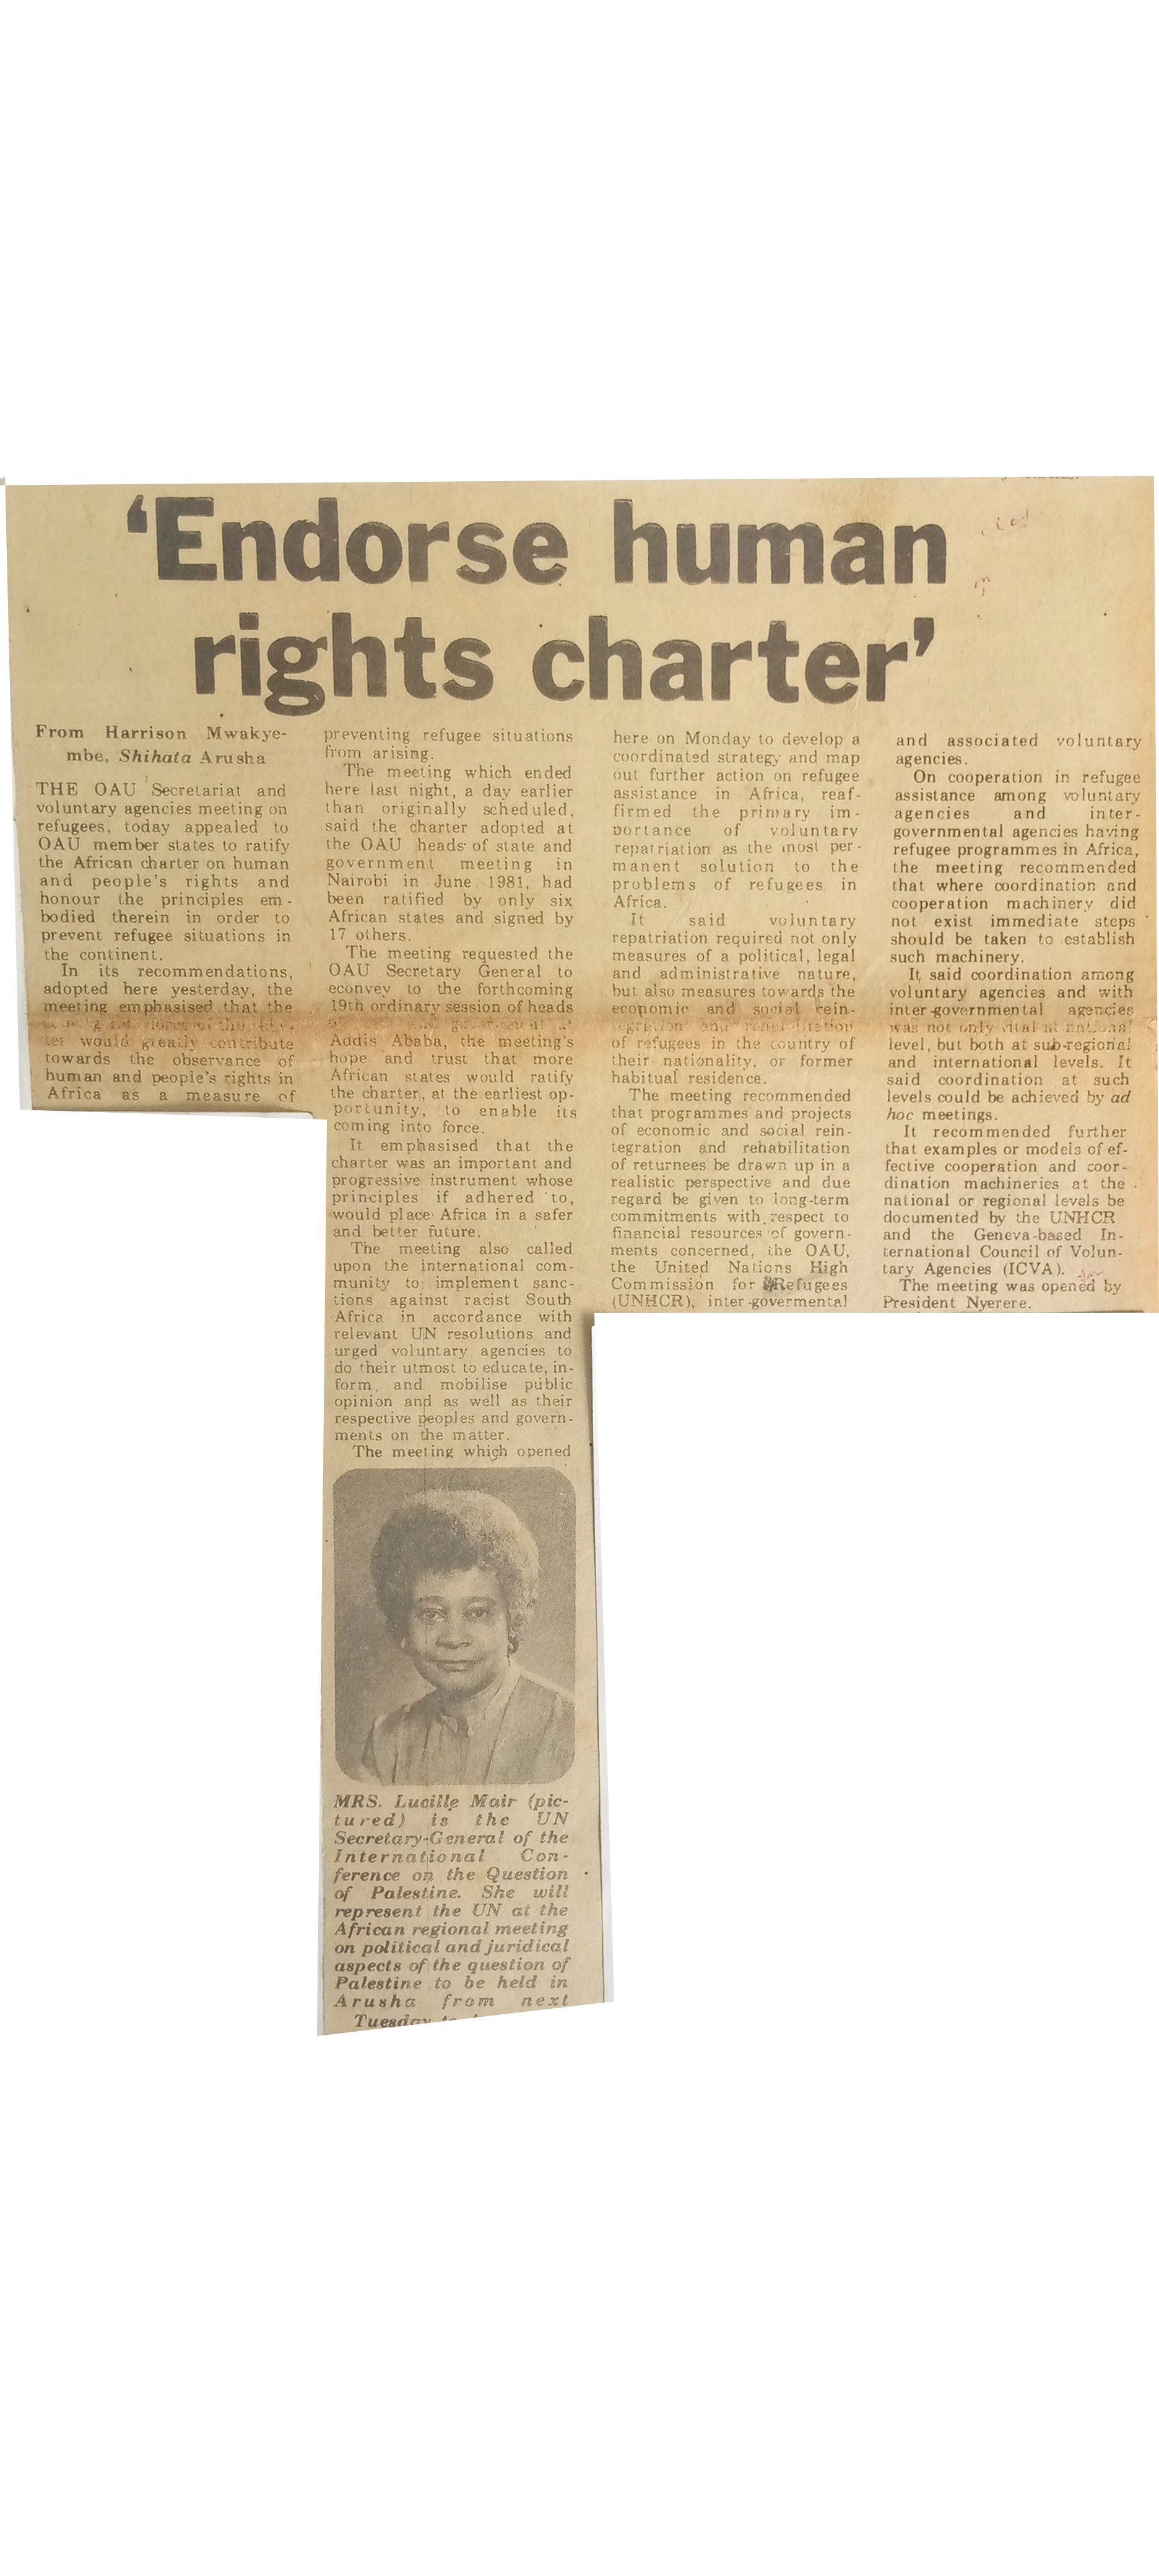 ‘Endorse human
rights charter’
From Harrison Mwakye-
mbe, Shihata Arusha
THE OAU Secretariat and
voluntary agencies meeting on
refugees, today appealed to
OAU member states to ratify
the African charter on human
and people's rights and
honour the principles em-
bodied therein in order to
prevent refugee situations in
the continent.
In its recommendations,
adopted here yesterday, the
meeting emphasised that the
ter would greatly contribute
towards the observance of
human and people's rights in
Africa as a measure of
preventing refugee situations
from arising.
The meeting which ended
here last night, a day earlier
than originally scheduled,
said the charter adopted at
the OAU heads of state and
government meeting in
Nairobi in June 1981, had
been ratified by only six
African states and signed by
17 others.
The meeting requested the
OAU Secretary General to
econvey to the forthcoming
19th ordinary session of heads
Addis Ababa, the meeting's
hope and trust that more
African states would ratify
the charter, at the earliest op-
portunity, to enable its
coming into force.
It emphasised that the
charter was an important and
progressive instrument whose
principles if adhered to,
would place Africa in a safer
and better future.
The meeting also called
upon the international com-
munity to implement sanc-
tions against racist South
Africa in accordance with
relevant UN resolutions and
urged voluntary agencies to
do their utmost to educate, in-
form, and mobilise public
opinion and as well as their
respective peoples and govern-
ments on the matter.
The meeting which opened
here on Monday to develop a
coordinated strategy and map
out further action on refugee
assistance in Africa, reaf-
firmed the primary im-
portance of voluntary
repatriation as the most per-
manent solution to the
problems of refugees in
Africa.
It said voluntary
repatriation required not only
measures of a political, legal
and administrative nature,
but also measures towards the
economic and social rein-
tegration and rehabilitation
of refugees in the country of
their nationality, or former
habitual residence.
The meeting recommended
that programmes and projects
of economic and social rein-
tegration and rehabilitation
of returnees be drawn up in a
realistic perspective and due
regard be given to long-term
commitments with respect to
financial resources of govern-
ments concerned, the OAU,
the United Nations High
Commission for Refugees
(UNHCR), inter-govermental
and associated voluntary
agencies.
On cooperation in refugee
assistance among voluntary
agencies and inter-
governmental agencies having
refugee programmes in Africa,
the meeting recommended
that where coordination and
cooperation machinery did
not exist immediate steps
should be taken to establish
such machinery.
It said coordination among
voluntary agencies and with
inter-governmental agencies
was not only vital at national
level, but both at sub-regional
and international levels. It
said coordination at such
levels could be achieved by ad
hoc meetings.
It recommended further
that examples or models of ef-
fective cooperation and coor-
dination machineries at the
national or regional levels be
documented by the UNHCR
and the Geneva-based In-
ternational Council of Volun-
tary Agencies (ICVA).
The meeting was opened by
President Nyerere.
MRS. Lucille Mair (pic-
tured) is the UN
Secretary-General of the
International Con-
ference on the Question
of Palestine. She will
represent the UN at the
African regional meeting
on political and juridical
aspects of the question of
Palestine to be held in
Arusha from next
Tuesday